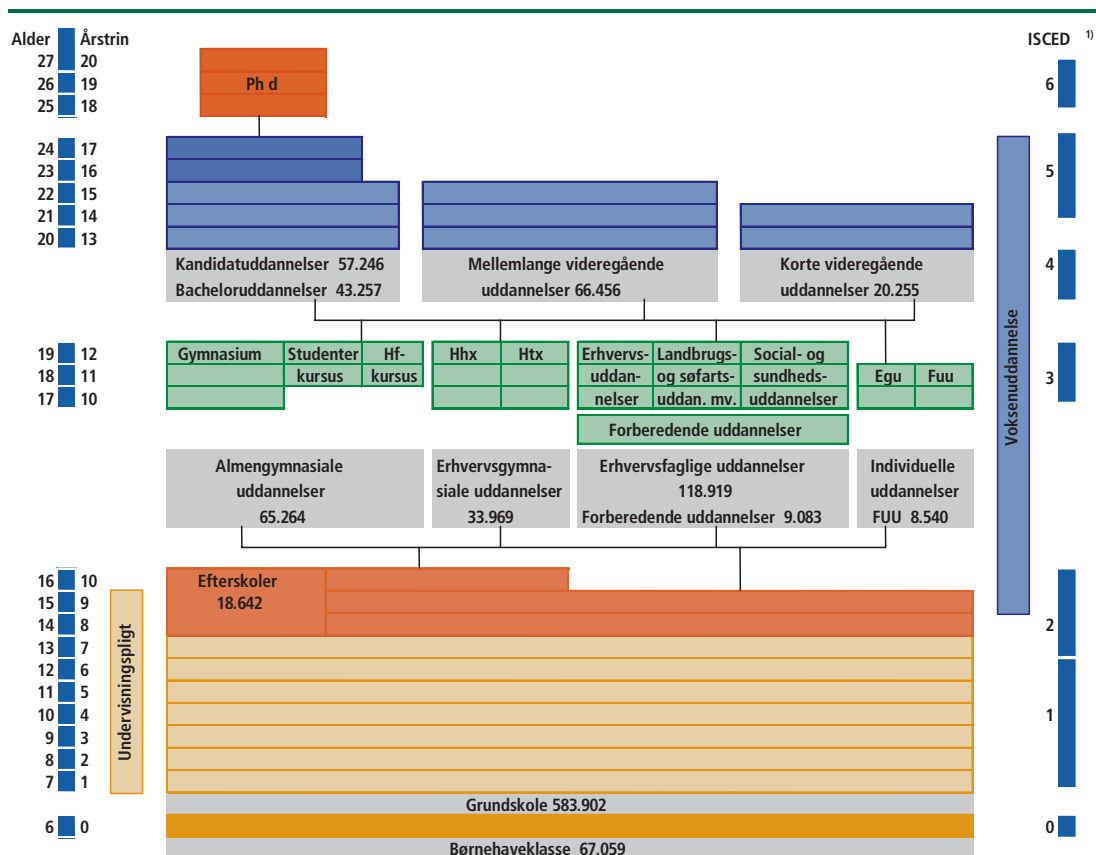 Alder Årstrin ISCED 1)
27 20
26 19 Ph d 6
25 18
24 17
23 16 5
22 15
21 14
20 13
4
Kandidatuddannelser 57.246 Mellemlange videregående Korte videregående
Bacheloruddannelser 43.257 uddannelser 66.456 uddannelser 20.255
Voksenuddannelse
19 12 Gymnasium Studenter Hf- Hhx Htx Erhvervs- Landbrugs- Social- og
18 11 kursus kursus uddan- og søfarts- sundheds- Egu Fuu 3
17 10 nelser uddan. mv. uddannelser
Forberedende uddannelser
Almengymnasiale Erhvervsgymna- Erhvervsfaglige uddannelser Individuelle
uddannelser siale uddannelser 118.919 uddannelser
65.264 33.969 Forberedende uddannelser 9.083 FUU 8.540
16 10 Efterskoler
15 9 18.642
14 8 2
13 7
12 6
11 5
10 4 1
9 3
8 2
7 1
Undervisningspligt
Grundskole 583.902
6 0 0
Børnehaveklasse 67.059